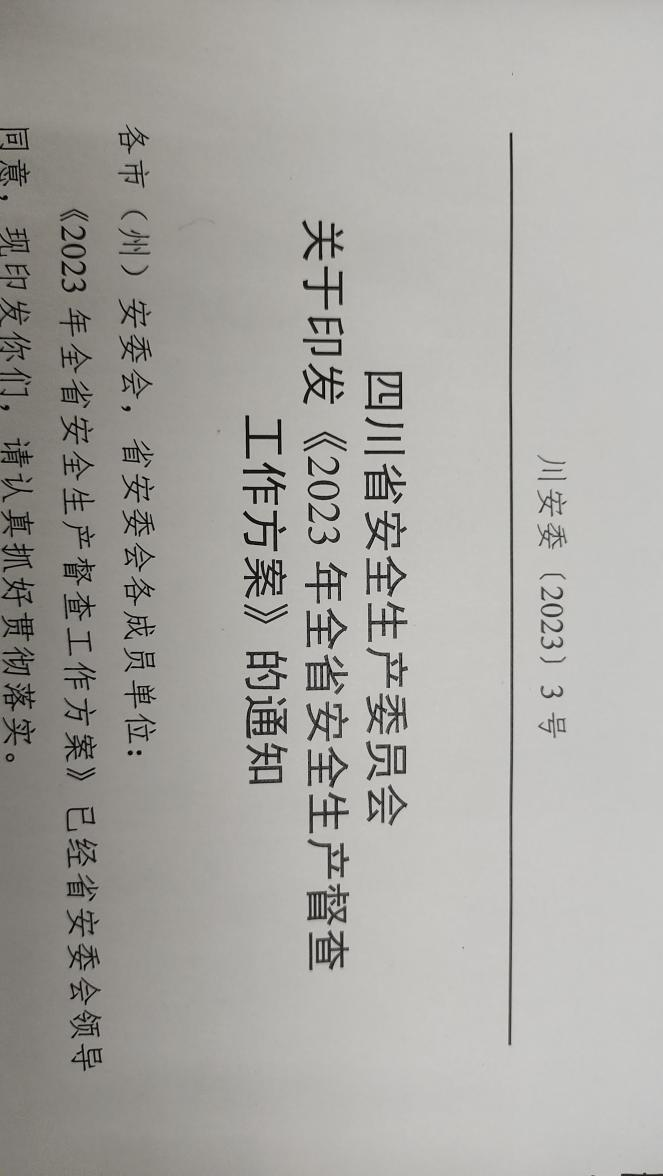 川安委〔2023〕3号
四川省安全生产委员会
关于印发《2023年全省安全生产督查
工作方案》的通知
各市（州）安委会，省安委会各成员单位：
《2023年全省安全生产督查工作方案》已经省安委会领导
同意，现印发你们，请认真抓好贯彻落实。